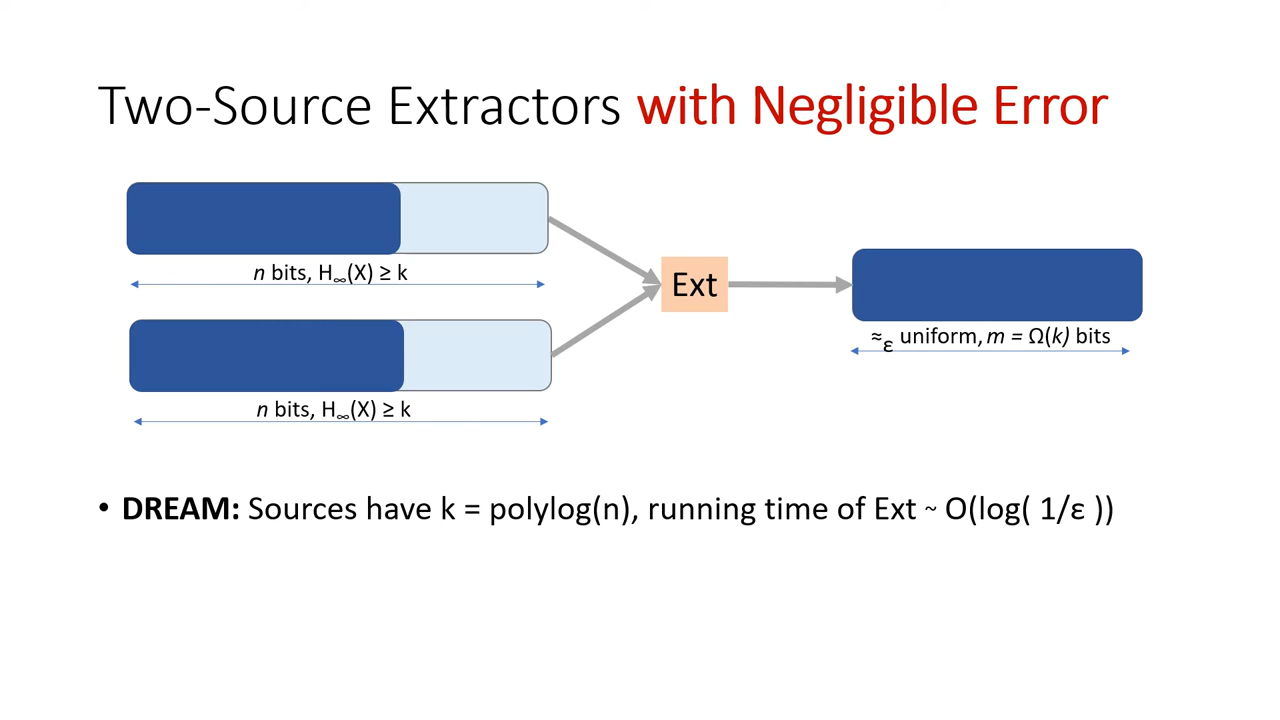 Two-Source Extractors with Negligible Error
n bits, H∞(X) ≥ k
Ext
≈ε uniform, m = Ω(k) bits
n bits, H∞(X) ≥ k
• DREAM: Sources have k = polylog(n), running time of Ext ~ O(log( 1/ε ))